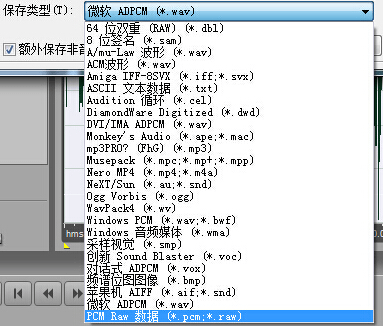 保存类型(T): 微软 ADPCM (*.wav)
64 位双重 (RAW) (*.dbl)
8 位签名 (*.sam)
额外保存非音
A/mu-Law 波形 (*.wav)
ACM波形 (*.wav)
Amiga IFF-8SVX (*.iff;*.svx)
ASCII 文本数据 (*.txt)
Audition 循环 (*.cel)
DiamondWare Digitized (*.dwd)
DVI/IMA ADPCM (*.wav)
Monkey's Audio (*.ape;*.mac)
mp3PRO? (FhG) (*.mp3)
Musepack (*.mpc;*.mp+;*.mpp)
Nero MP4 (*.mp4;*.m4a)
NeXT/Sun (*.au;*.snd)
Ogg Vorbis (*.ogg)
WavPack4 (*.wv)
Windows PCM (*.wav;*.bwf)
hms
Windows 音频媒体 (*.wma)
采样视觉 (*.smp)
创新 Sound Blaster (*.voc)
对话式 ADPCM (*.vox)
频谱位图图像 (*.bmp)
苹果机 AIFF (*.aif;*.snd)
微软 ADPCM (*.wav)
PCM Raw 数据 (*.pcm;*.raw)